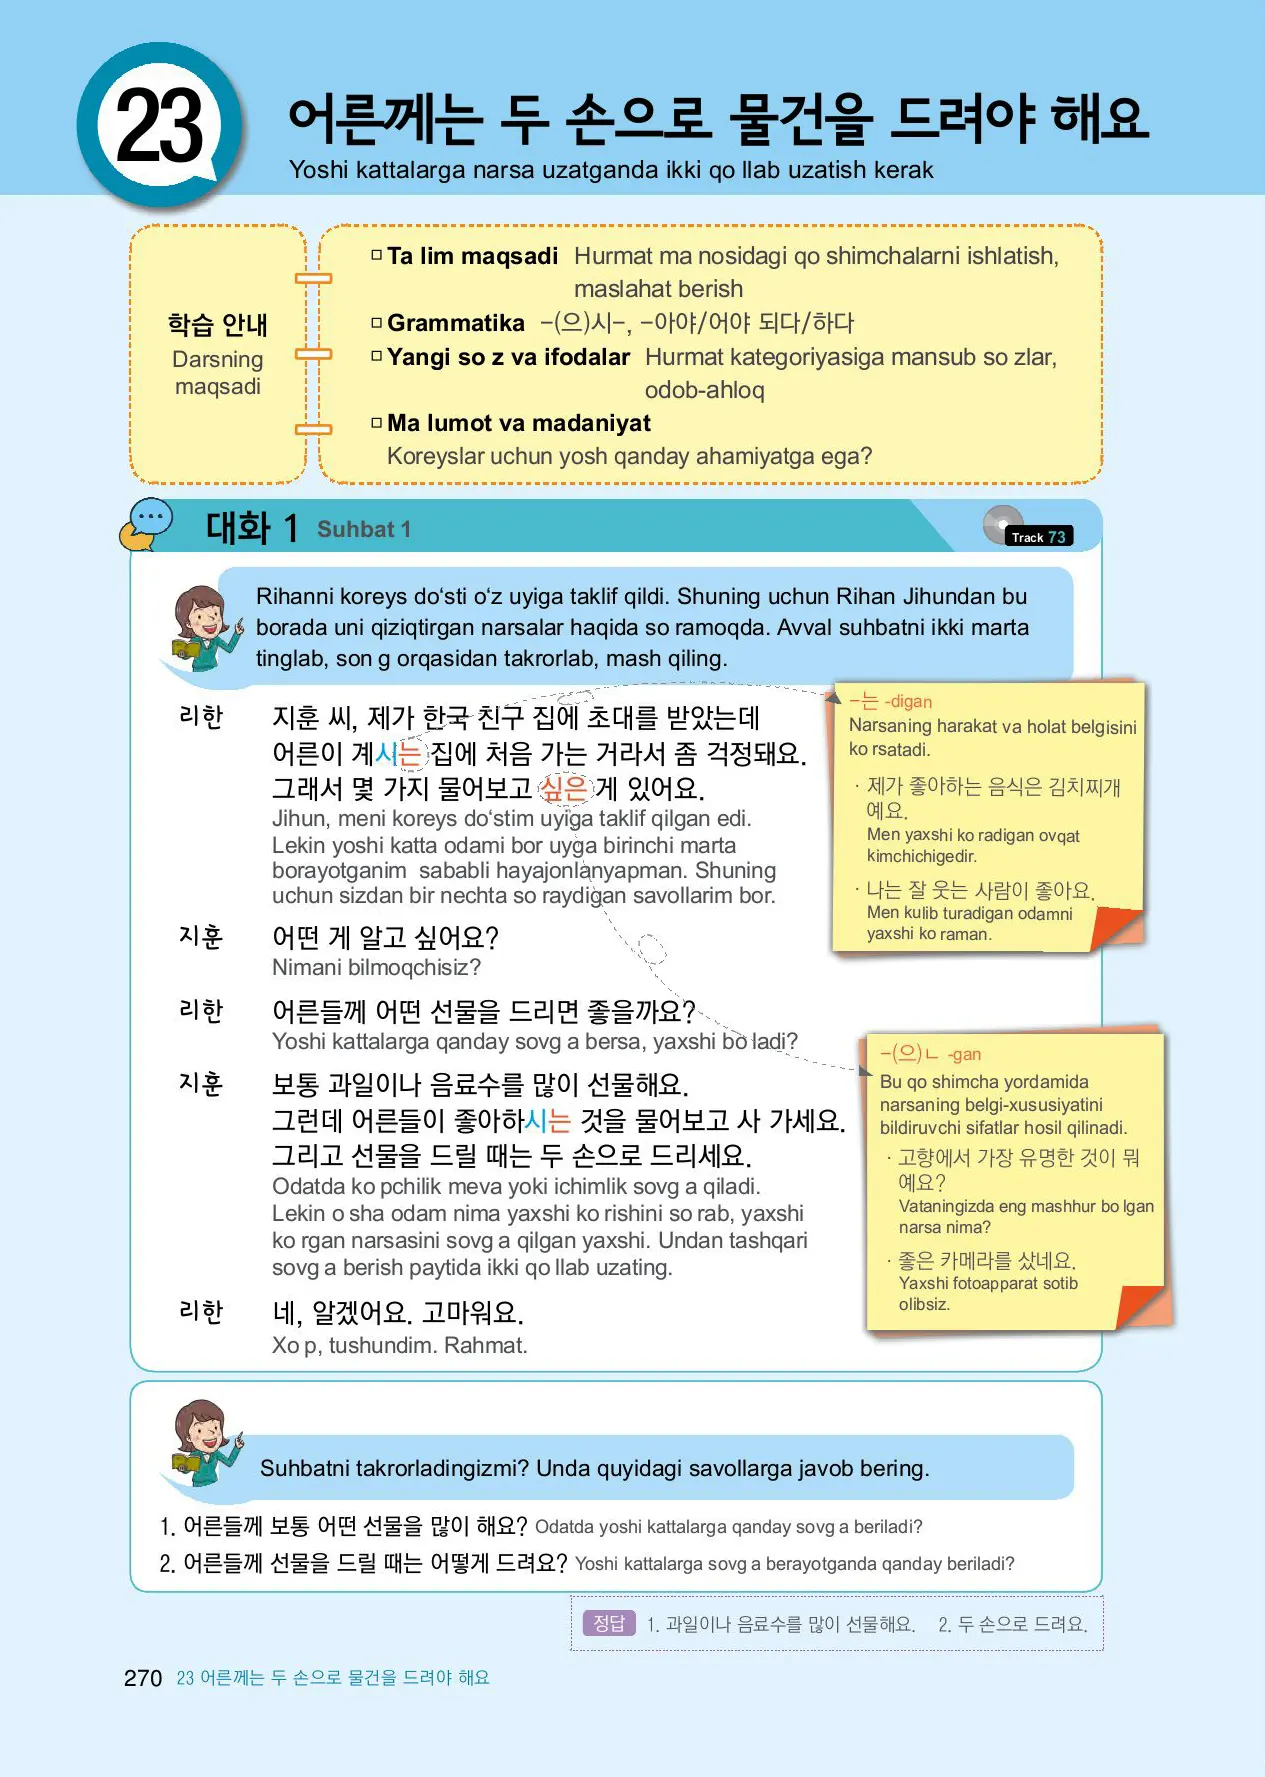 23
어른께는 두 손으로 물건을 드려야 해요
Yoshi kattalarga narsa uzatganda ikki qo llab uzatish kerak
학습 안내
Darsning
maqsadi
□ Ta lim maqsadi Hurmat ma nosidagi qo shimchalarni ishlatish,
maslahat berish
□ Grammatika -(으)시-, -아야/어야 되다/하다
□ Yangi so z va ifodalar Hurmat kategoriyasiga mansub so zlar,
odob-ahloq
□ Ma lumot va madaniyat
Koreyslar uchun yosh qanday ahamiyatga ega?
대화 1 Suhbat 1
Track 73
Rihanni koreys do‘sti o‘z uyiga taklif qildi. Shuning uchun Rihan Jihundan bu
borada uni qiziqtirgan narsalar haqida so ramoqda. Avval suhbatni ikki marta
tinglab, son g orqasidan takrorlab, mash qiling.
리한 지훈 씨, 제가 한국 친구 집에 초대를 받았는데
어른이 계시는 집에 처음 가는 거라서 좀 걱정돼요.
그래서 몇 가지 물어보고 싶은 게 있어요.
Jihun, meni koreys do‘stim uyiga taklif qilgan edi.
Lekin yoshi katta odami bor uyga birinchi marta
borayotganim sababli hayajonlanyapman. Shuning
uchun sizdan bir nechta so raydigan savollarim bor.
지훈 어떤 게 알고 싶어요?
Nimani bilmoqchisiz?
리한 어른들께 어떤 선물을 드리면 좋을까요?
Yoshi kattalarga qanday sovg a bersa, yaxshi bo ladi?
지훈 보통 과일이나 음료수를 많이 선물해요.
그런데 어른들이 좋아하시는 것을 물어보고 사 가세요.
그리고 선물을 드릴 때는 두 손으로 드리세요.
Odatda ko pchilik meva yoki ichimlik sovg a qiladi.
Lekin o sha odam nima yaxshi ko rishini so rab, yaxshi
ko rgan narsasini sovg a qilgan yaxshi. Undan tashqari
sovg a berish paytida ikki qo llab uzating.
리한 네, 알겠어요. 고마워요.
Xo p, tushundim. Rahmat.
-는 -digan
Narsaning harakat va holat belgisini
ko rsatadi.
· 제가 좋아하는 음식은 김치찌개
예요.
Men yaxshi ko radigan ovqat
kimchichigedir.
· 나는 잘 웃는 사람이 좋아요.
Men kulib turadigan odamni
yaxshi ko raman.
-(으)ㄴ -gan
Bu qo shimcha yordamida
narsaning belgi-xususiyatini
bildiruvchi sifatlar hosil qilinadi.
· 고향에서 가장 유명한 것이 뭐
예요?
Vataningizda eng mashhur bo lgan
narsa nima?
· 좋은 카메라를 샀네요.
Yaxshi fotoapparat sotib
olibsiz.
Suhbatni takrorladingizmi? Unda quyidagi savollarga javob bering.
1. 어른들께 보통 어떤 선물을 많이 해요? Odatda yoshi kattalarga qanday sovg a beriladi?
2. 어른들께 선물을 드릴 때는 어떻게 드려요? Yoshi kattalarga sovg a berayotganda qanday beriladi?
정답 1. 과일이나 음료수를 많이 선물해요. 2. 두 손으로 드려요.
270 23 어른께는 두 손으로 물건을 드려야 해요